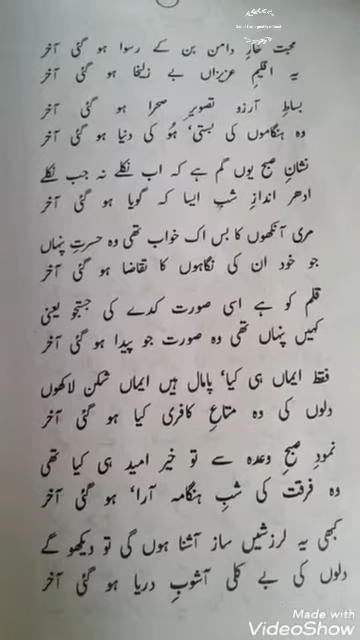 محبت خارِ دامن بن کے رسوا ہو گئی آخر
یہ اقلیمِ عزیزاں بے زلیخا ہو گئی آخر
بساطِ آرزو تصویرِ صحرا ہو گئی آخر
وہ ہنگاموں کی بستی، ہُو کی دنیا ہو گئی آخر
نشانِ صبح یوں گم ہے کہ اب نکلے نہ جب نکلے
ادھر اندازِ شب ایسا کہ گویا ہو گئی آخر
مری آنکھوں کا بس اک خواب تھی وہ حسرتِ پنہاں
جو خود ان کی نگاہوں کا تقاضا ہو گئی آخر
قلم کو ہے اسی صورت کدے کی جستجو یعنی
کہیں پنہاں تھی وہ صورت جو پیدا ہو گئی آخر
فقط ایماں ہی کیا، پامال ہیں ایماں شکن لاکھوں
دلوں کی وہ متاعِ کافری کیا ہو گئی آخر
نمودِ صبحِ وعدہ سے تو خیر امید ہی کیا تھی
وہ فرقت کی شبِ ہنگامہ آرا، ہو گئی آخر
کبھی یہ لرزشیں ساز آشنا ہوں گی تو دیکھو گے
دلوں کی بے کلی آشوبِ دریا ہو گئی آخر
Made with
VideoShow